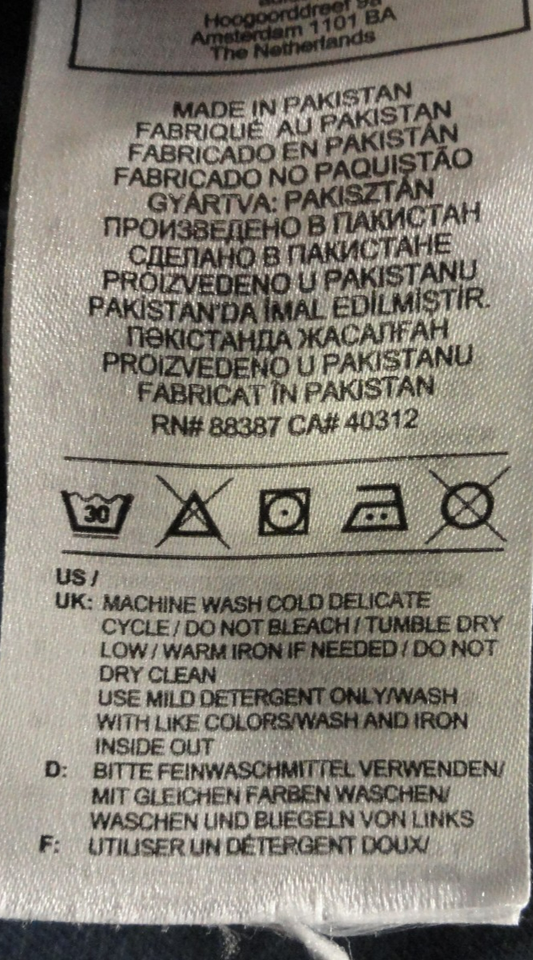 Hoogoorddreef 9a
Amsterdam 1101 BA
The Netherlands
MADE IN PAKISTAN
FABRIQUÉ AU PAKISTAN
FABRICADO EN PAKISTÁN
FABRICADO NO PAQUISTÃO
GYÁRTVA: PAKISZTÁN
ПРОИЗВЕДЕНО В ПАКИСТАН
СДЕЛАНО В ПАКИСТАНЕ
PROIZVEDENO U PAKISTANU
PAKİSTAN'DA İMAL EDİLMİŞTİR.
ПӘКІСТАНДА ЖАСАЛҒАН
PROIZVEDENO U PAKISTANU
FABRICAT ÎN PAKISTAN
RN# 88387 CA# 40312
30
US /
UK: MACHINE WASH COLD DELICATE
CYCLE / DO NOT BLEACH / TUMBLE DRY
LOW / WARM IRON IF NEEDED / DO NOT
DRY CLEAN
USE MILD DETERGENT ONLY/WASH
WITH LIKE COLORS/WASH AND IRON
INSIDE OUT
D: BITTE FEINWASCHMITTEL VERWENDEN/
MIT GLEICHEN FARBEN WASCHEN/
WASCHEN UND BUEGELN VON LINKS
F: UTILISER UN DÉTERGENT DOUX/